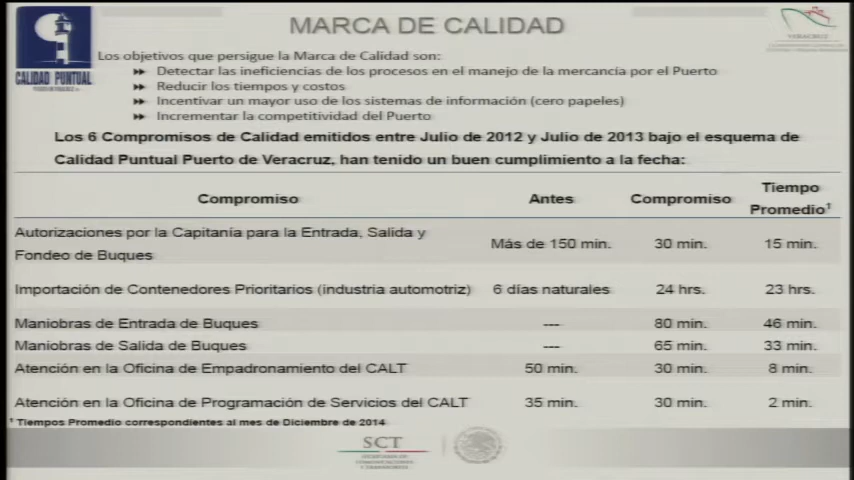 MARCA DE CALIDAD
CALIDAD PUNTUAL
VERACRUZ
Los objetivos que persigue la Marca de Calidad son:
Detectar las ineficiencias de los procesos en el manejo de la mercancía por el Puerto
Reducir los tiempos y costos
Incentivar un mayor uso de los sistemas de información (cero papeles)
Incrementar la competitividad del Puerto
Los 6 Compromisos de Calidad emitidos entre Julio de 2012 y Julio de 2013 bajo el esquema de
Calidad Puntual Puerto de Veracruz, han tenido un buen cumplimiento a la fecha:
Compromiso Antes Compromiso Tiempo Promedio¹
Autorizaciones por la Capitanía para la Entrada, Salida y
Fondeo de Buques Más de 150 min. 30 min. 15 min.
Importación de Contenedores Prioritarios (industria automotriz) 6 días naturales 24 hrs. 23 hrs.
Maniobras de Entrada de Buques --- 80 min. 46 min.
Maniobras de Salida de Buques --- 65 min. 33 min.
Atención en la Oficina de Empadronamiento del CALT 50 min. 30 min. 8 min.
Atención en la Oficina de Programación de Servicios del CALT 35 min. 30 min. 2 min.
¹ Tiempos Promedio correspondientes al mes de Diciembre de 2014
SCT
SECRETARÍA DE
COMUNICACIONES
Y TRANSPORTES